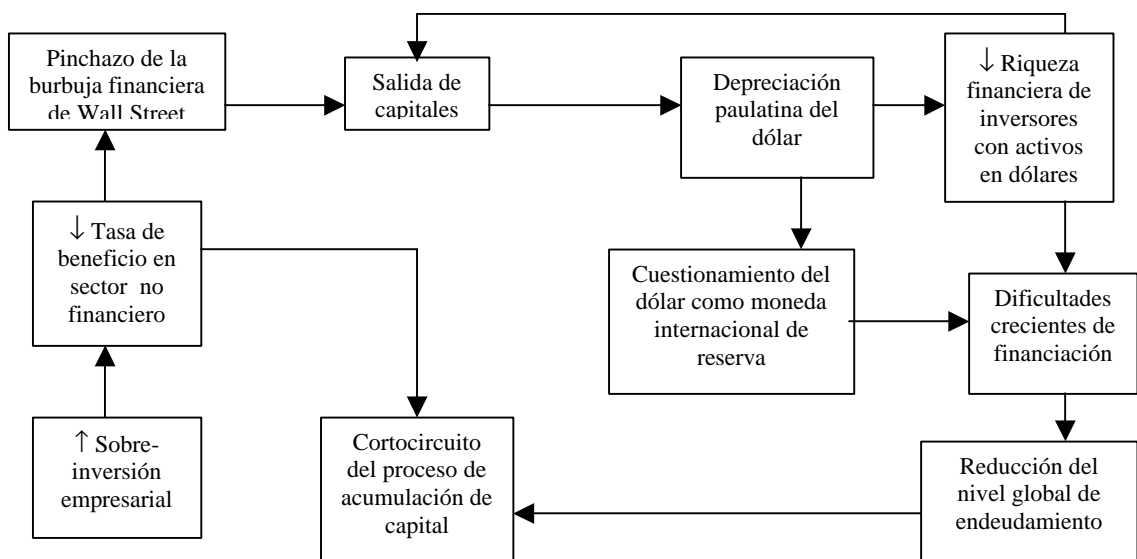 Pinchazo de la
burbuja financiera
de Wall Street
Salida de
capitales
Depreciación
paulatina del
dólar
↓ Riqueza
financiera de
inversores
con activos
en dólares
↓ Tasa de
beneficio en
sector no
financiero
Cuestionamiento del
dólar como moneda
internacional de
reserva
Dificultades
crecientes de
financiación
↑ Sobre-
inversión
empresarial
Cortocircuito
del proceso de
acumulación de
capital
Reducción del
nivel global de
endeudamiento